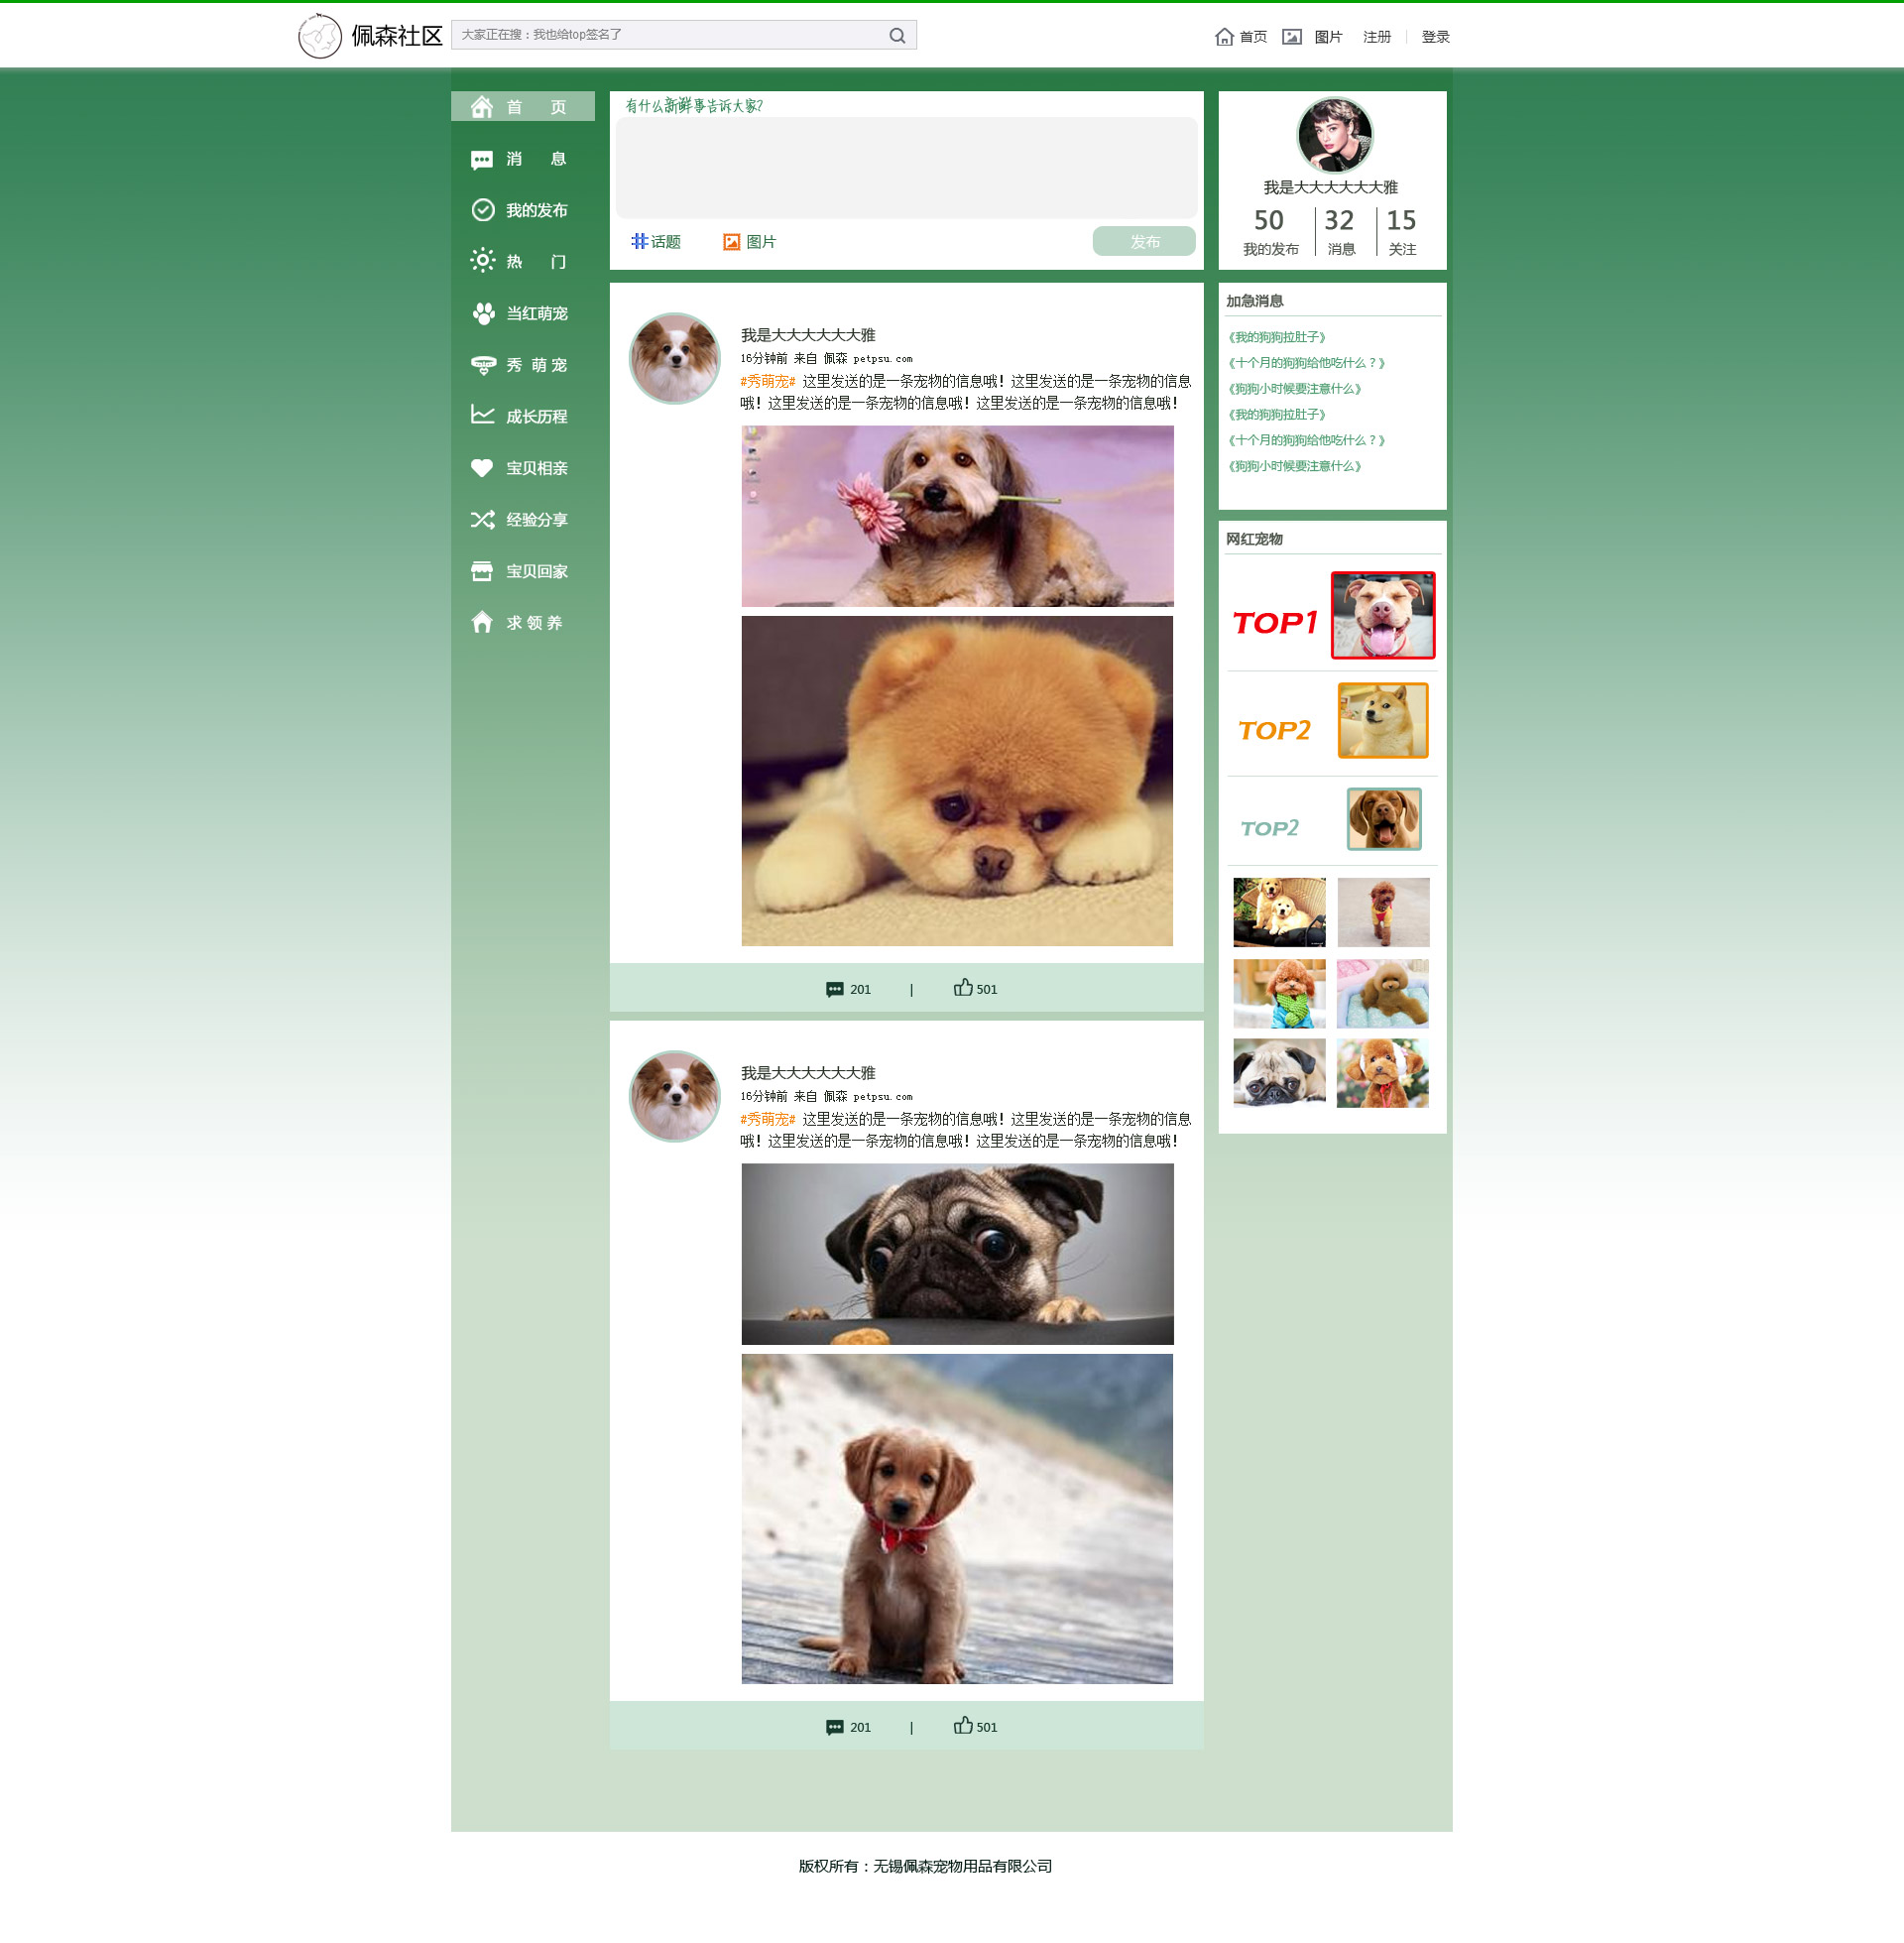 佩森社区
大家正在搜：我也给top签名了
首页
图片
注册
登录
首 页
消 息
我的发布
热 门
当红萌宠
秀 萌 宠
成长历程
宝贝相亲
经验分享
宝贝回家
求 领 养
有什么新鲜事告诉大家？
话题
图片
发布
我是大大大大大大雅
50 32 15
我的发布 消息 关注
我是大大大大大大雅
16分钟前 来自 佩森 petpsu.com
#秀萌宠# 这里发送的是一条宠物的信息哦！这里发送的是一条宠物的信息
哦！这里发送的是一条宠物的信息哦！这里发送的是一条宠物的信息哦！
201 | 501
我是大大大大大大雅
16分钟前 来自 佩森 petpsu.com
#秀萌宠# 这里发送的是一条宠物的信息哦！这里发送的是一条宠物的信息
哦！这里发送的是一条宠物的信息哦！这里发送的是一条宠物的信息哦！
201 | 501
加急消息
《我的狗狗拉肚子》
《十个月的狗狗给他吃什么？》
《狗狗小时候要注意什么》
《我的狗狗拉肚子》
《十个月的狗狗给他吃什么？》
《狗狗小时候要注意什么》
网红宠物
TOP1
TOP2
TOP2
版权所有：无锡佩森宠物用品有限公司